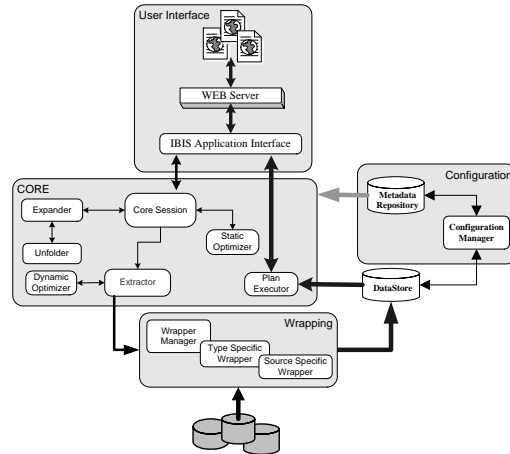 User Interface
WEB Server
IBIS Application Interface
CORE
Configuration
Expander
Core Session
Metadata
Repository
Unfolder
Static
Optimizer
Configuration
Manager
Dynamic
Optimizer
Extractor
Plan
Executor
DataStore
Wrapping
Wrapper
Manager
Type Specific
Wrapper
Source Specific
Wrapper